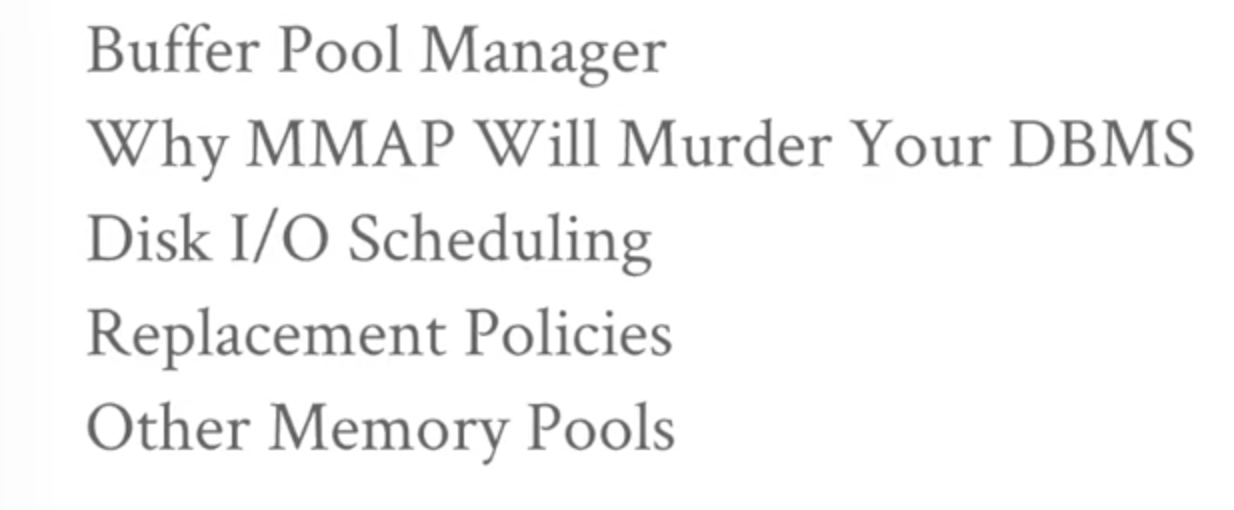 Buffer Pool Manager
Why MMAP Will Murder Your DBMS
Disk I/O Scheduling
Replacement Policies
Other Memory Pools